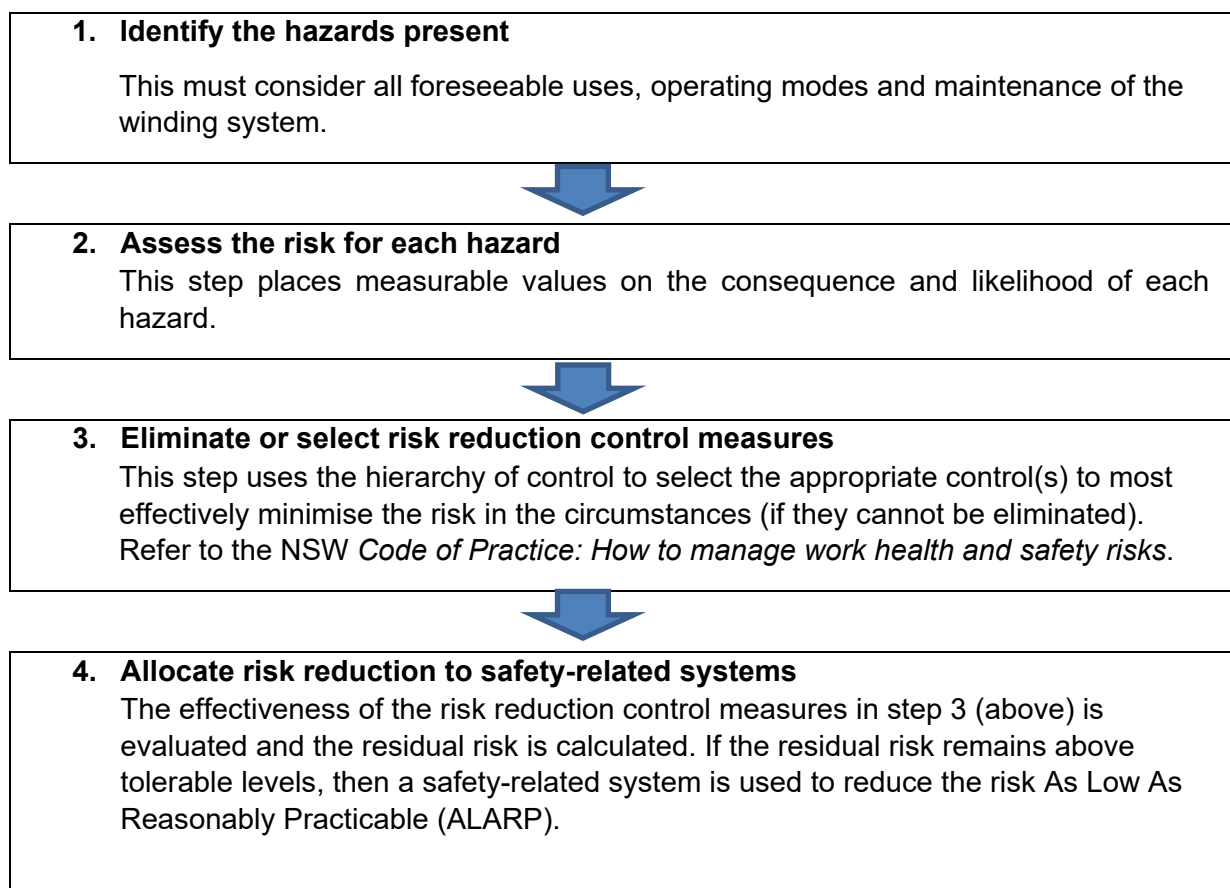 1. Identify the hazards present
This must consider all foreseeable uses, operating modes and maintenance of the
winding system.
2. Assess the risk for each hazard
This step places measurable values on the consequence and likelihood of each
hazard.
3. Eliminate or select risk reduction control measures
This step uses the hierarchy of control to select the appropriate control(s) to most
effectively minimise the risk in the circumstances (if they cannot be eliminated).
Refer to the NSW Code of Practice: How to manage work health and safety risks.
4. Allocate risk reduction to safety-related systems
The effectiveness of the risk reduction control measures in step 3 (above) is
evaluated and the residual risk is calculated. If the residual risk remains above
tolerable levels, then a safety-related system is used to reduce the risk As Low As
Reasonably Practicable (ALARP).